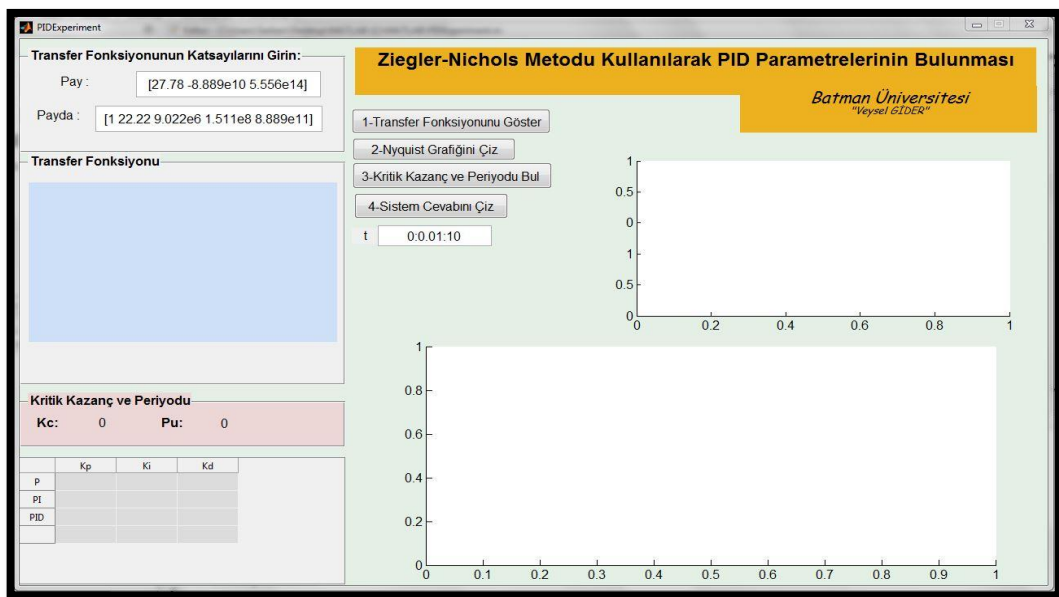 PIDExperiment
Transfer Fonksiyonunun Katsayılarını Girin:
Pay :
[27.78 -8.889e10 5.556e14]
Payda :
[1 22.22 9.022e6 1.511e8 8.889e11]
Transfer Fonksiyonu
Kritik Kazanç ve Periyodu
Kc: 0 Pu: 0
Kp Ki Kd
P
PI
PID
Ziegler-Nichols Metodu Kullanılarak PID Parametrelerinin Bulunması
Batman Üniversitesi
"Veysel GİDER"
1-Transfer Fonksiyonunu Göster
2-Nyquist Grafiğini Çiz
3-Kritik Kazanç ve Periyodu Bul
4-Sistem Cevabını Çiz
t 0:0.01:10
1
0.5
0
1
0.5
0
0 0.2 0.4 0.6 0.8 1
1
0.8
0.6
0.4
0.2
0
0 0.1 0.2 0.3 0.4 0.5 0.6 0.7 0.8 0.9 1